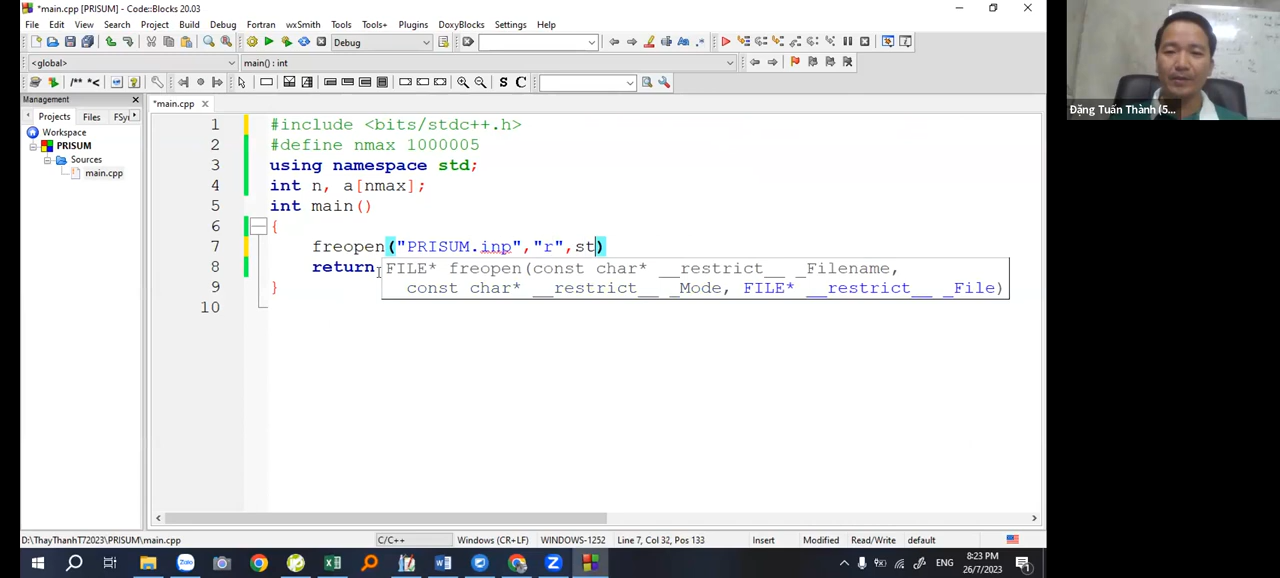 *main.cpp [PRISUM] - Code::Blocks 20.03
File Edit View Search Project Build Debug Fortran wxSmith Tools Tools+ Plugins DoxyBlocks Settings Help
Debug
<global> main() : int
/** *< S C
Management
Projects Files FSy
Workspace
PRISUM
Sources
main.cpp
*main.cpp
1 #include <bits/stdc++.h>
2 #define nmax 1000005
3 using namespace std;
4 int n, a[nmax];
5 int main()
6 {
7 freopen("PRISUM.inp","r",st)
8 return
FILE* freopen(const char* __restrict__ _Filename,
const char* __restrict__ _Mode, FILE* __restrict__ _File)
9 }
10
D:\ThayThanhT72023\PRISUM\main.cpp C/C++ Windows (CR+LF) WINDOWS-1252 Line 7, Col 32, Pos 133 Insert Modified Read/Write default
ENG
8:23 PM
26/7/2023
Đặng Tuấn Thành (5...